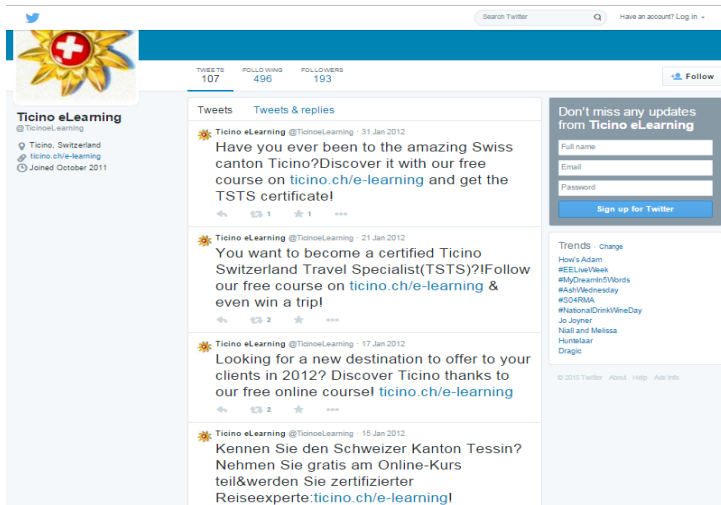 Search Twitter
Have an account? Log in
TWEETS
107
FOLLOWING
496
FOLLOWERS
193
Follow
Ticino eLearning
@TicinoeLearning
Ticino, Switzerland
ticino.ch/e-learning
Joined October 2011
Tweets
Tweets & replies
Ticino eLearning @TicinoeLearning · 31 Jan 2012
Have you ever been to the amazing Swiss
canton Ticino?Discover it with our free
course on ticino.ch/e-learning and get the
TSTS certificate!
1
1
Ticino eLearning @TicinoeLearning · 21 Jan 2012
You want to become a certified Ticino
Switzerland Travel Specialist(TSTS)?!Follow
our free course on ticino.ch/e-learning &
even win a trip!
2
Ticino eLearning @TicinoeLearning · 17 Jan 2012
Looking for a new destination to offer to your
clients in 2012? Discover Ticino thanks to
our free online course! ticino.ch/e-learning
2
Ticino eLearning @TicinoeLearning · 15 Jan 2012
Kennen Sie den Schweizer Kanton Tessin?
Nehmen Sie gratis am Online-Kurs
teil&werden Sie zertifizierter
Reiseexperte:ticino.ch/e-learning!
Don't miss any updates
from Ticino eLearning
Full name
Email
Password
Sign up for Twitter
Trends · Change
How's Adam
#EELiveWeek
#MyDreamIn5Words
#AshWednesday
#S04RMA
#NationalDrinkWineDay
Jo Joyner
Niall and Melissa
Huntelaar
Dragic
© 2015 Twitter About Help Ads info